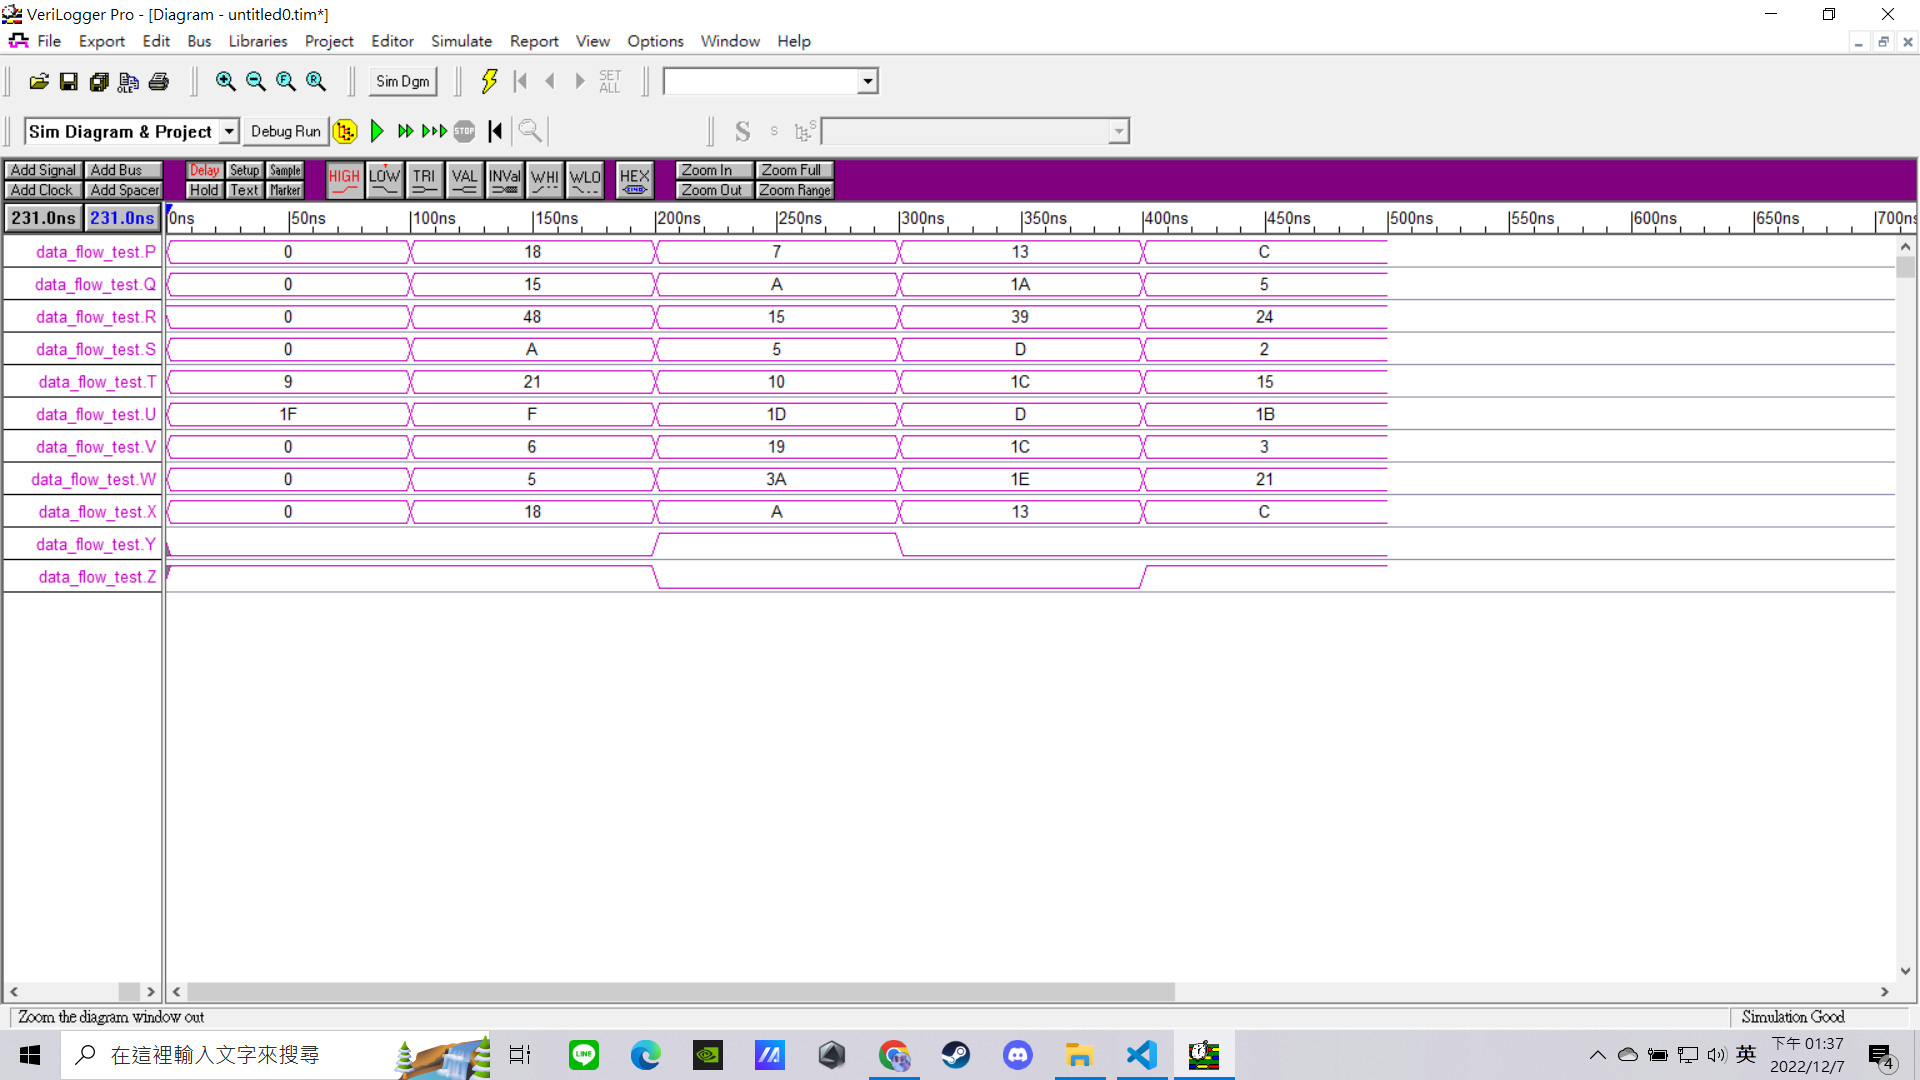 VeriLogger Pro - [Diagram - untitled0.tim*]
File Export Edit Bus Libraries Project Editor Simulate Report View Options Window Help
OLE F R Sim Dgm SET ALL
Sim Diagram & Project Debug Run STOP S S S
Add Signal Add Bus Delay Setup Sample HIGH LOW TRI VAL INVal WHI WLO HEX Zoom In Zoom Full
Add Clock Add Spacer Hold Text Marker Zoom Out Zoom Range
231.0ns 231.0ns 0ns 50ns 100ns 150ns 200ns 250ns 300ns 350ns 400ns 450ns 500ns 550ns 600ns 650ns 700ns
data_flow_test.P 0 18 7 13 C
data_flow_test.Q 0 15 A 1A 5
data_flow_test.R 0 48 15 39 24
data_flow_test.S 0 A 5 D 2
data_flow_test.T 9 21 10 1C 15
data_flow_test.U 1F F 1D D 1B
data_flow_test.V 0 6 19 1C 3
data_flow_test.W 0 5 3A 1E 21
data_flow_test.X 0 18 A 13 C
data_flow_test.Y
data_flow_test.Z
Zoom the diagram window out Simulation Good
在這裡輸入文字來搜尋 LINE 英 下午 01:37
2022/12/7 4